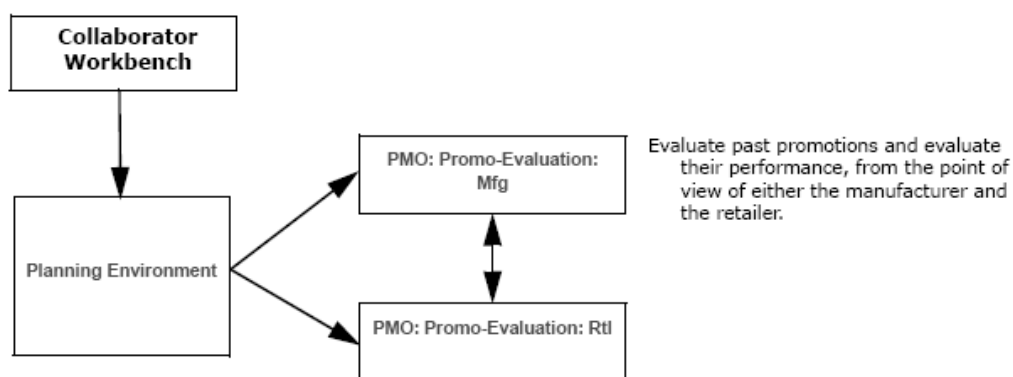 Collaborator
Workbench
Planning Environment
PMO: Promo-Evaluation:
Mfg
PMO: Promo-Evaluation: Rtl
Evaluate past promotions and evaluate
their performance, from the point of
view of either the manufacturer and
the retailer.